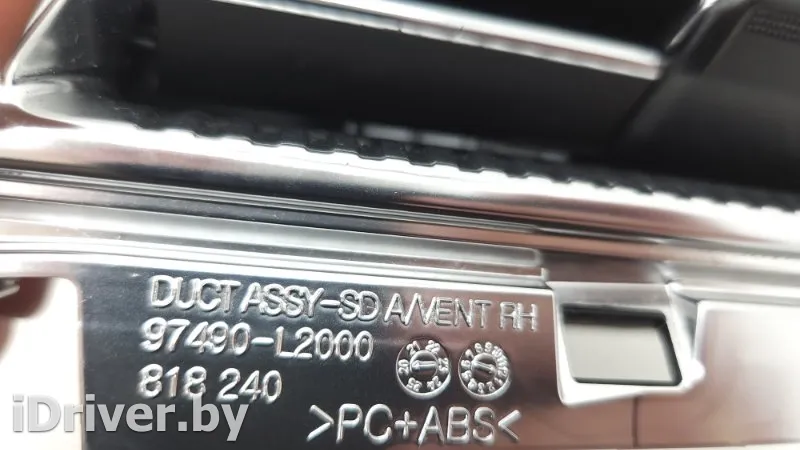 DUCT ASSY-SD A/VENT RH
97490-L2000
818 240
>PC+ABS<
iDriver.by